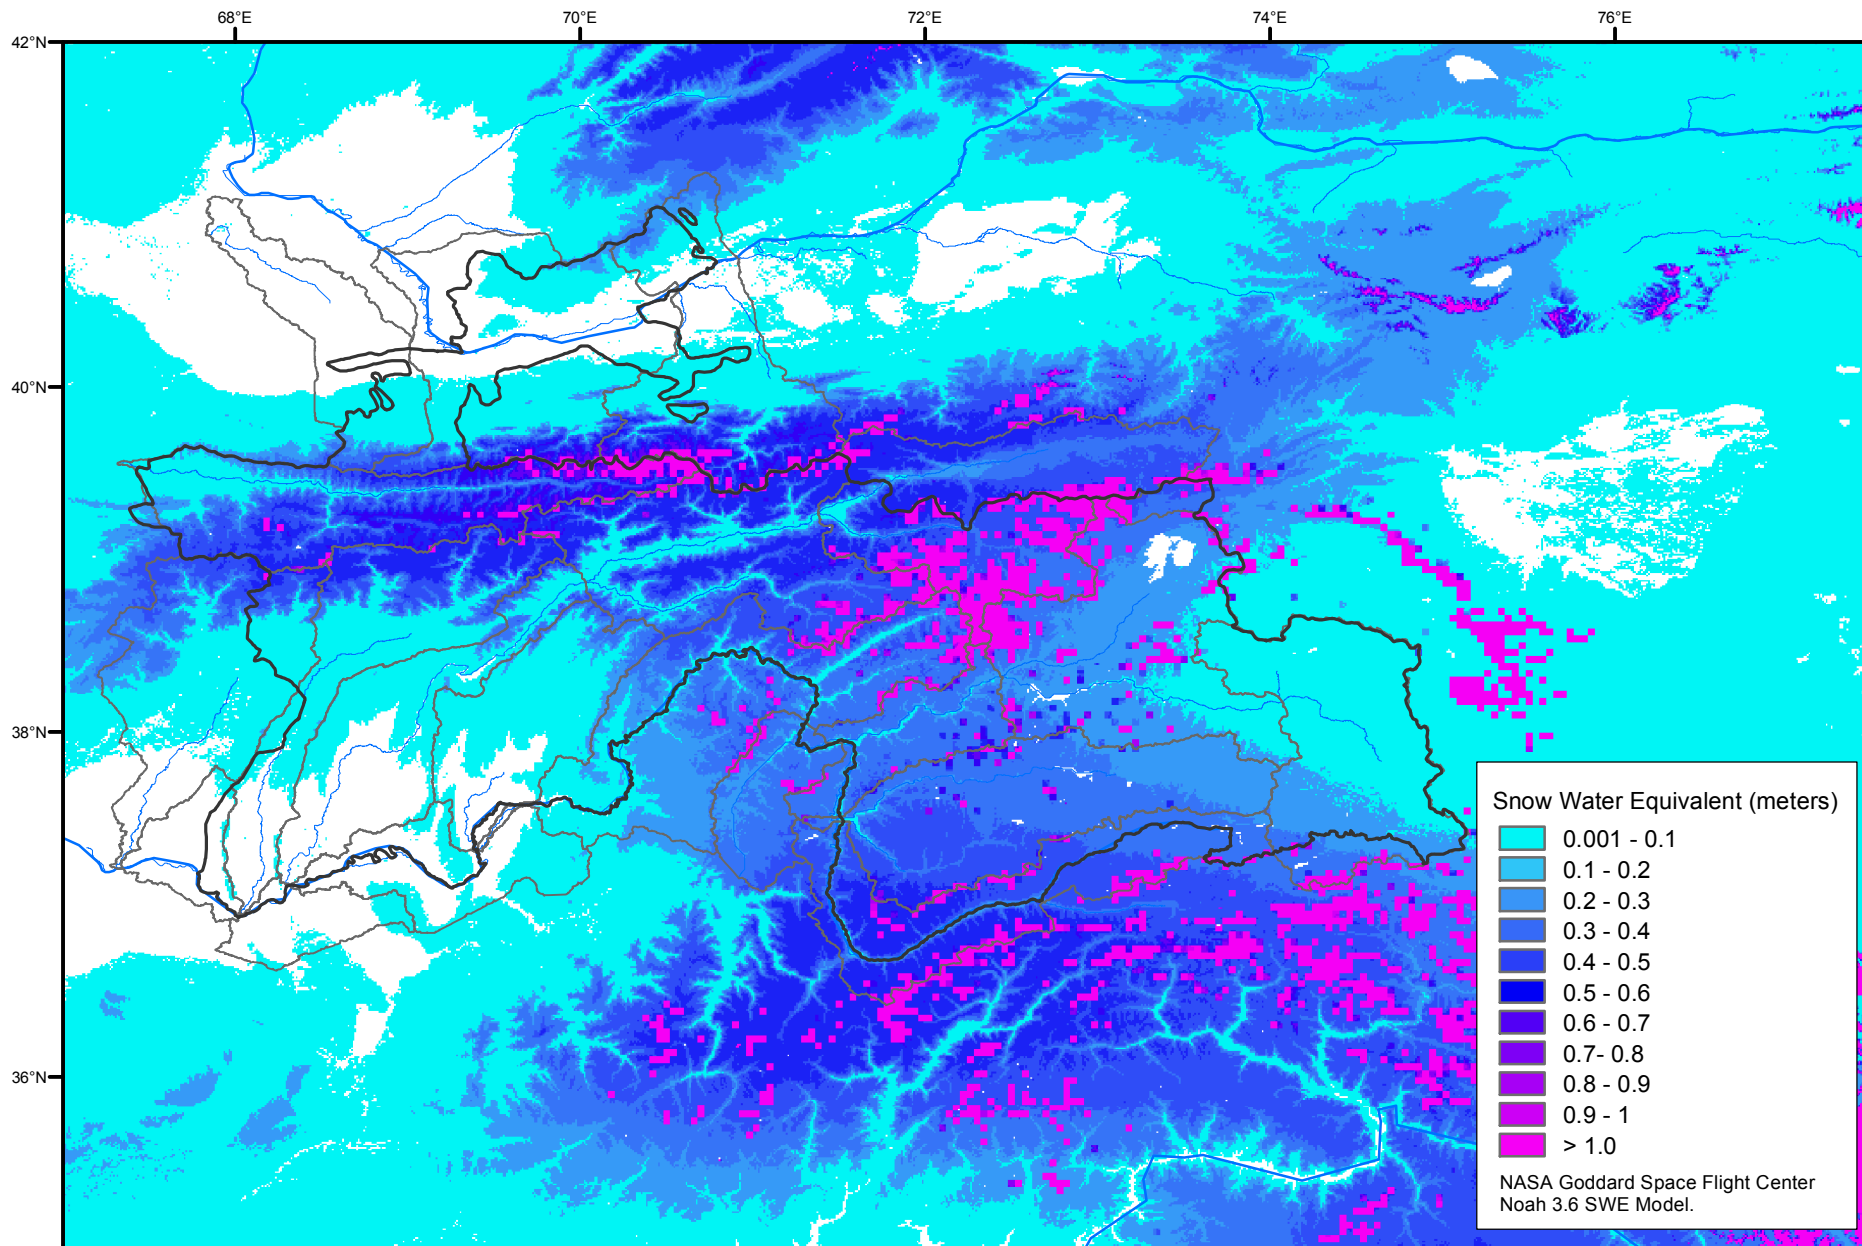 68°E 70°E 72°E 74°E 76°E
42°N
40°N
38°N
36°N
Snow Water Equivalent (meters)
0.001 - 0.1
0.1 - 0.2
0.2 - 0.3
0.3 - 0.4
0.4 - 0.5
0.5 - 0.6
0.6 - 0.7
0.7- 0.8
0.8 - 0.9
0.9 - 1
> 1.0
NASA Goddard Space Flight Center
Noah 3.6 SWE Model.